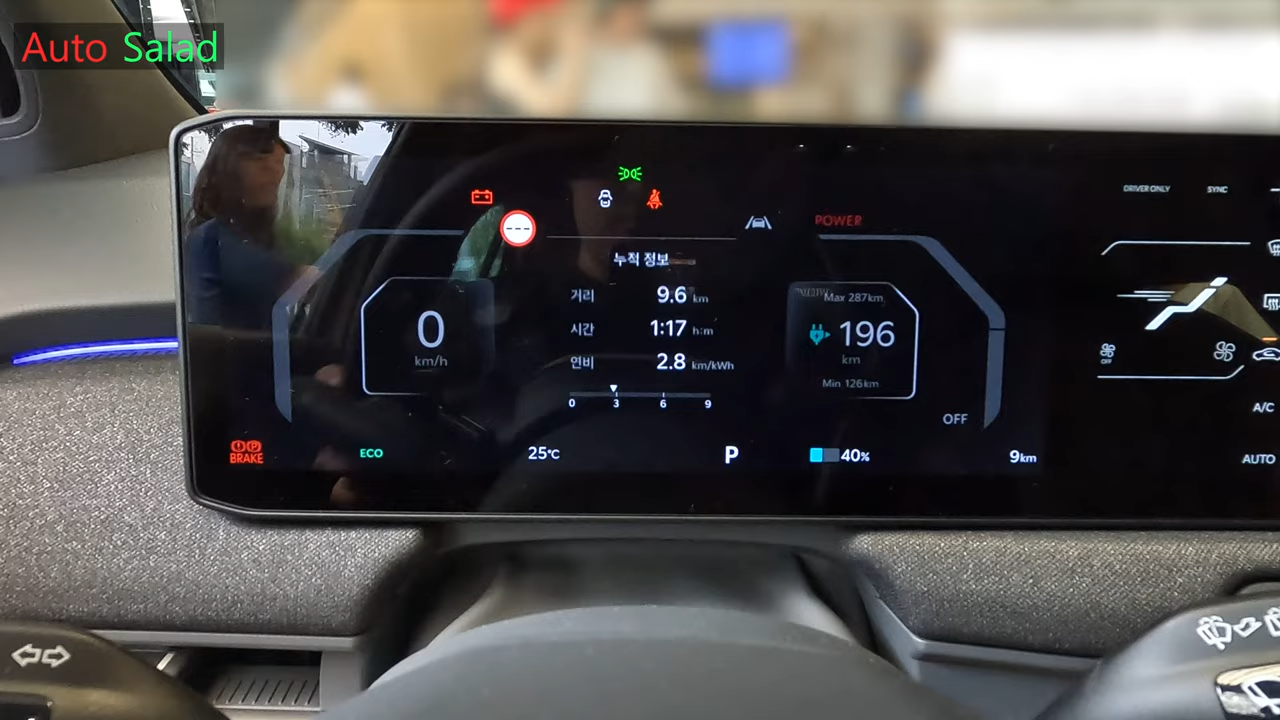 Auto Salad
DRIVER ONLY SYNC
POWER
누적 정보
거리 9.6 km
시간 1:17 h:m
연비 2.8 km/kWh
0 3 6 9
0
km/h
Max 287km
196
km
Min 126km
OFF
OFF
A/C
BRAKE
ECO
25℃
P
40%
9km
AUTO